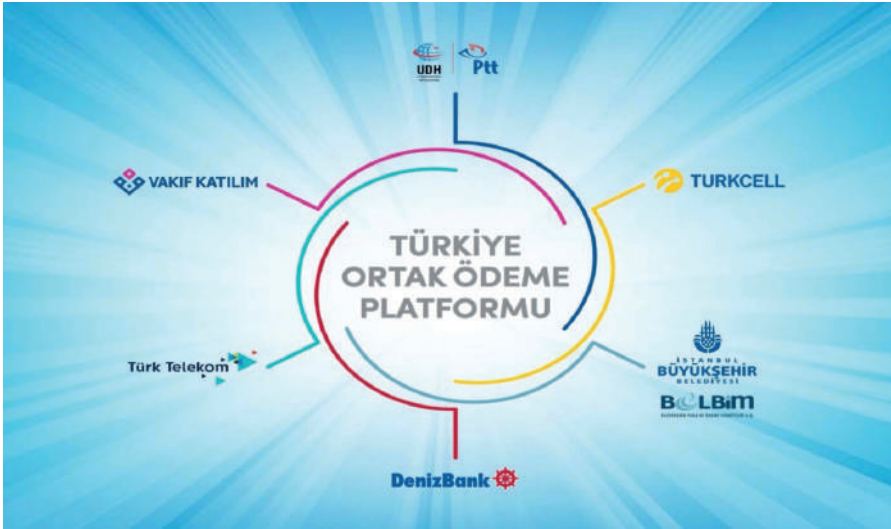 UDH
Ptt
VAKIF KATILIM
TURKCELL
TÜRKİYE
ORTAK ÖDEME
PLATFORMU
Türk Telekom
İSTANBUL
BÜYÜKŞEHİR
BELEDİYESİ
BELBİM
DenizBank